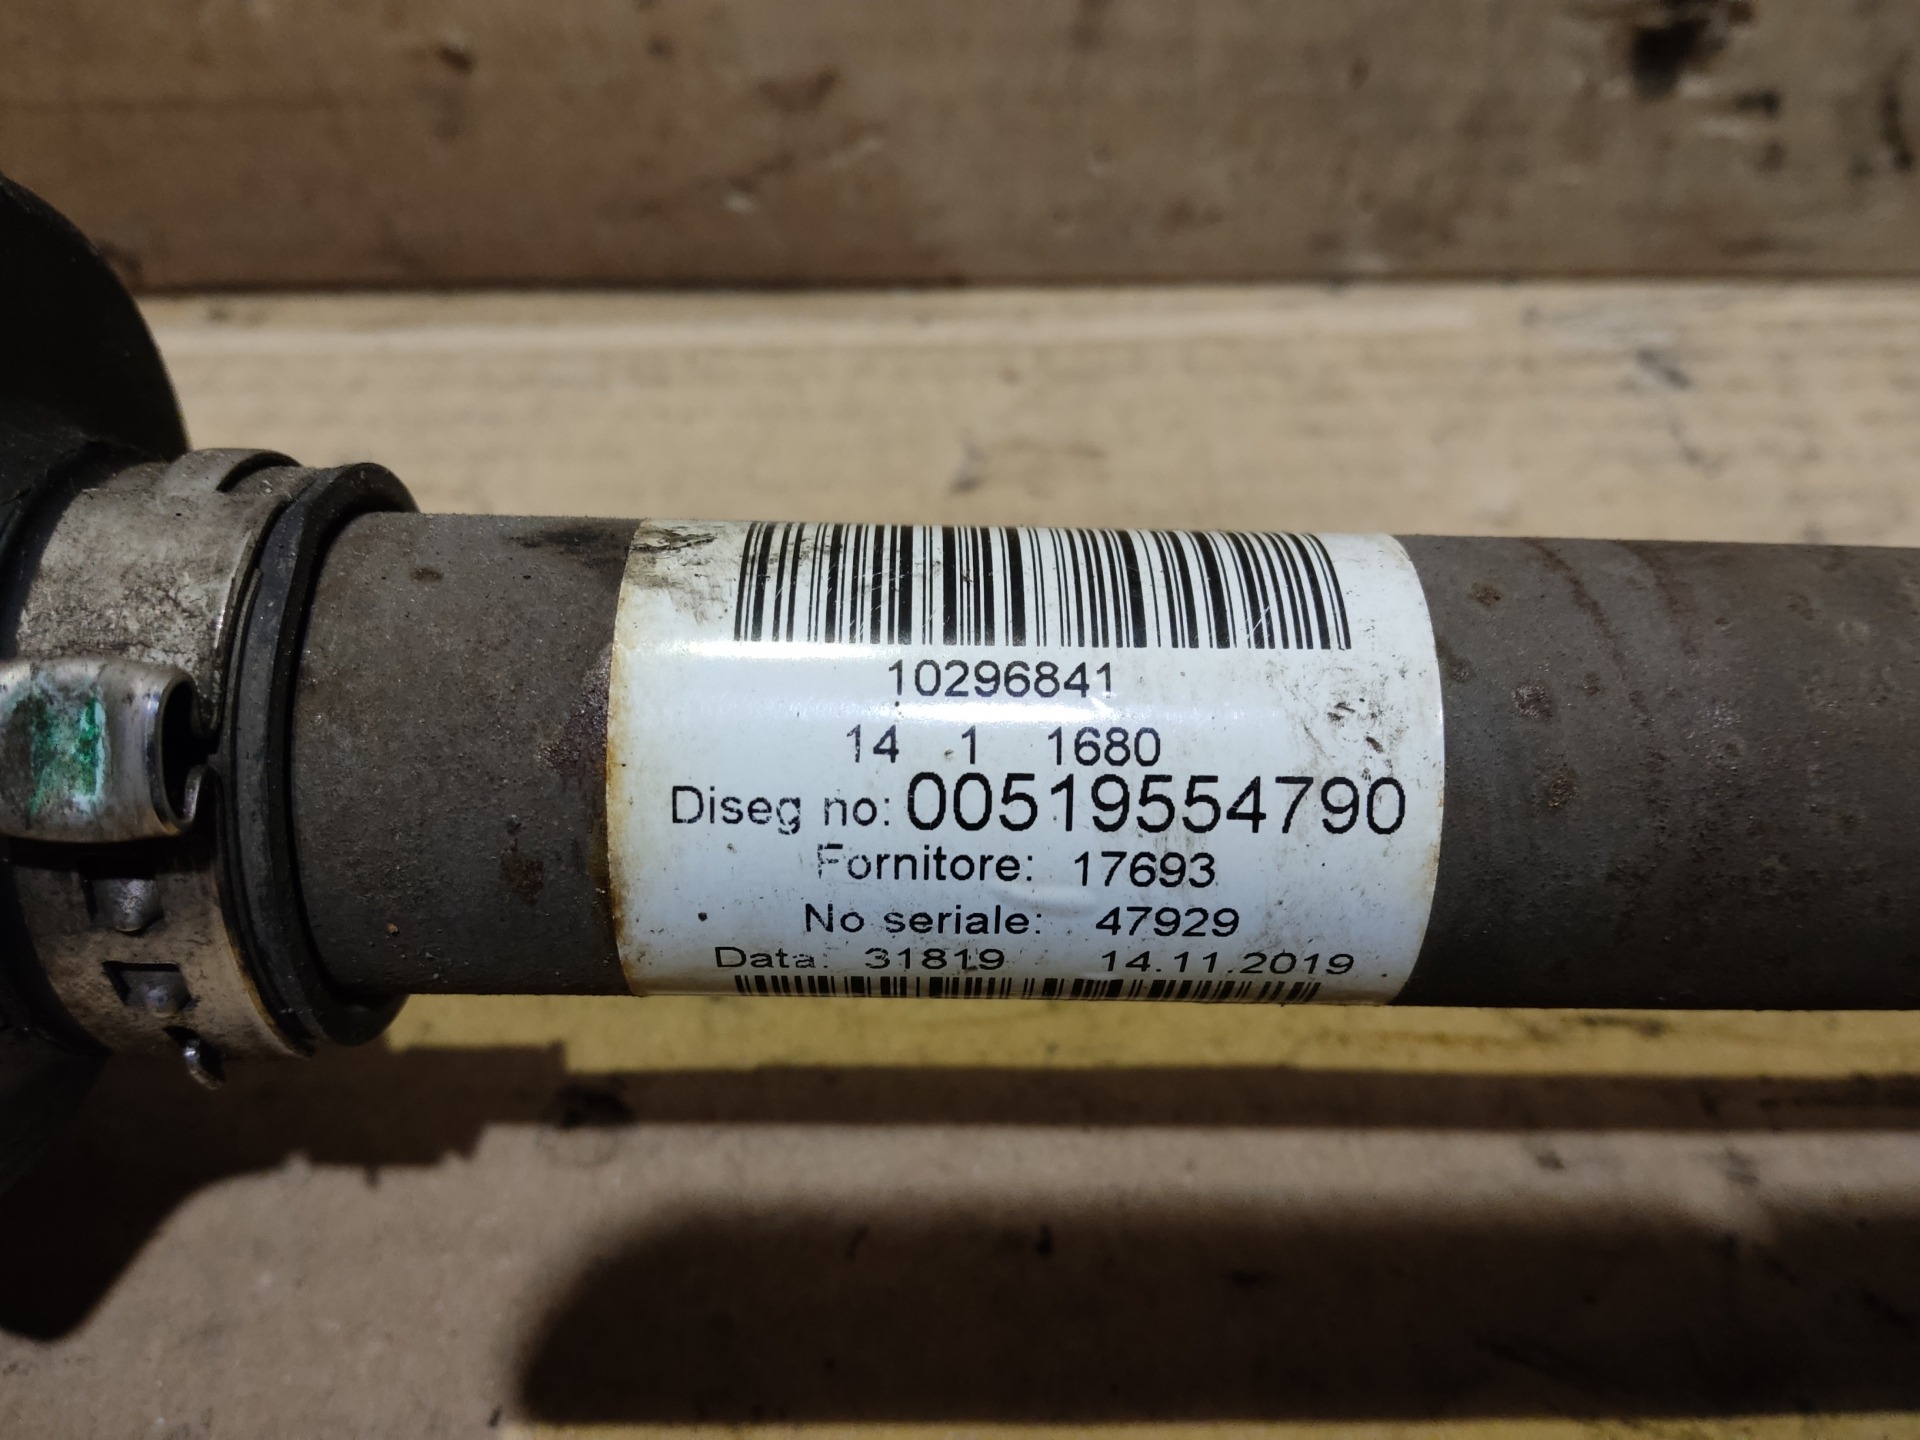 10296841
14 1 1680
Diseg no: 00519554790
Fornitore: 17693
No seriale: 47929
Data: 31819 14.11.2019